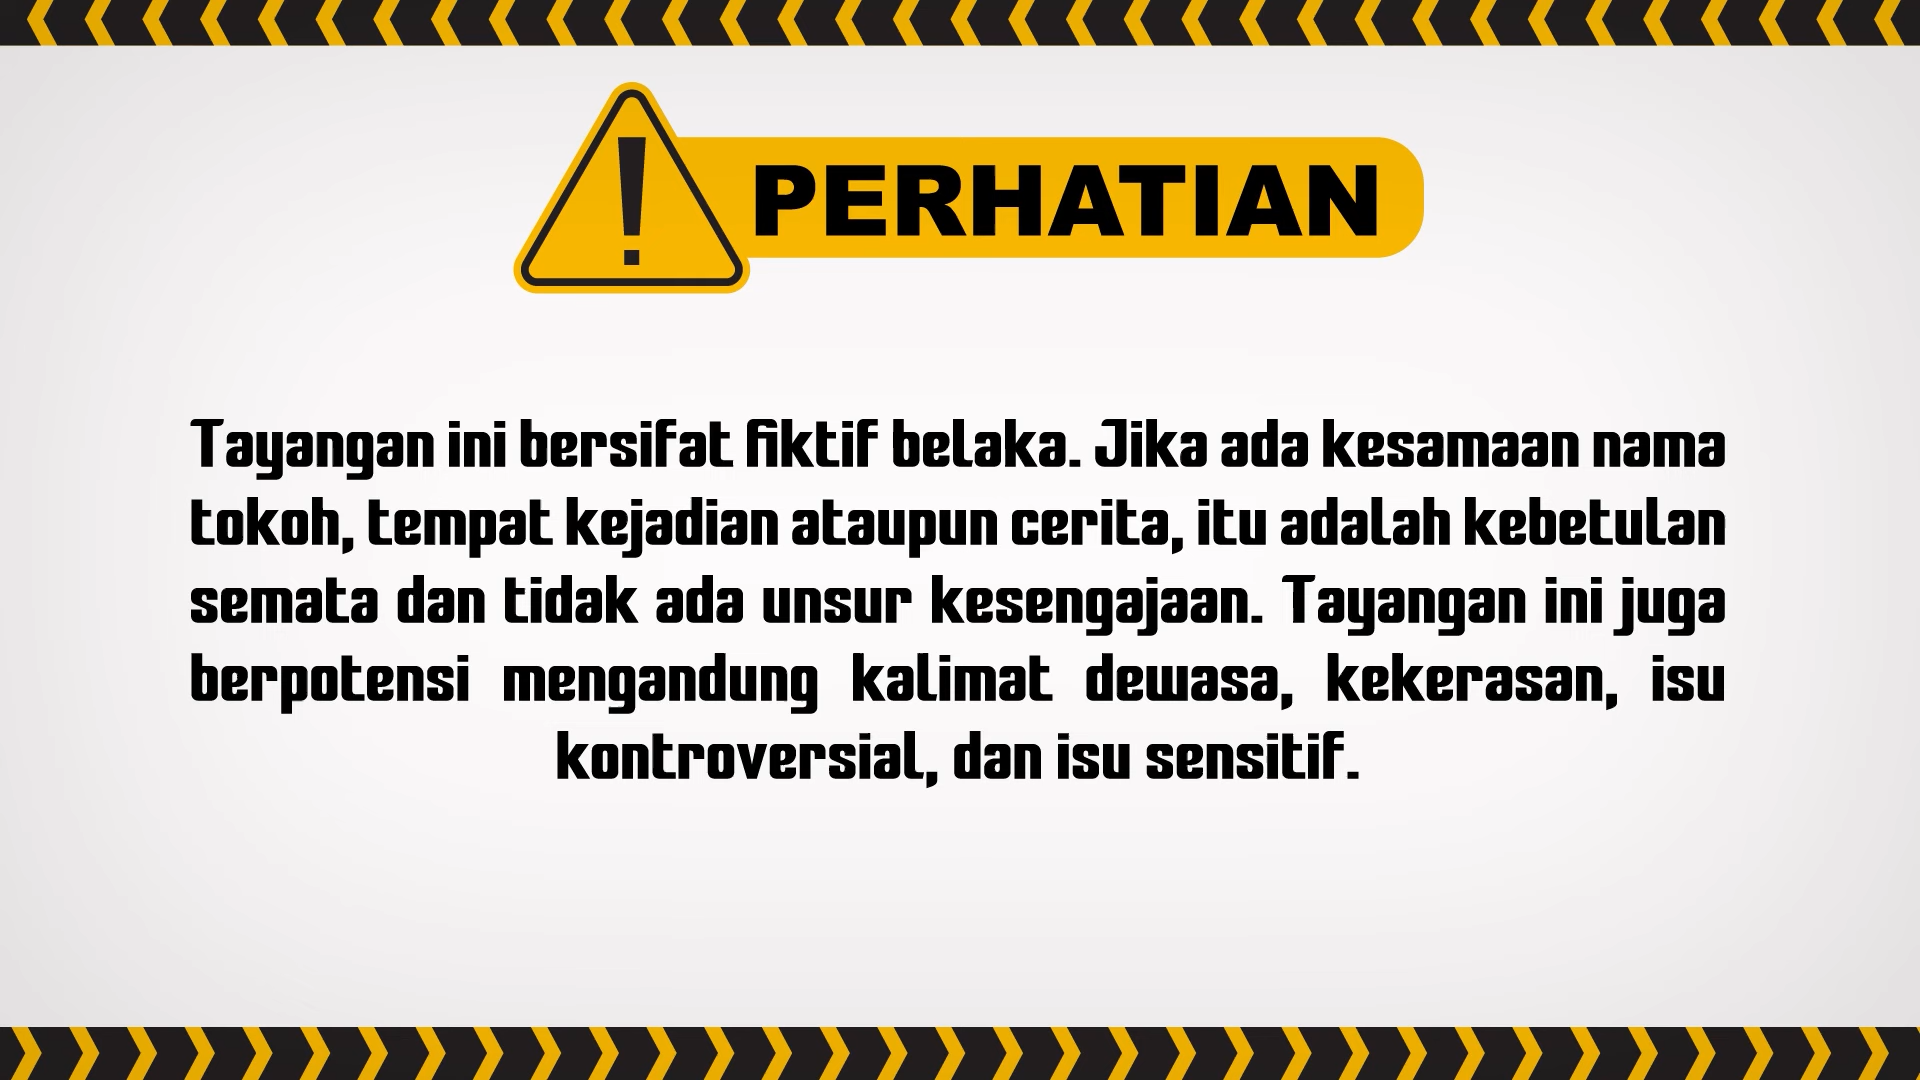 PERHATIAN
Tayangan ini bersifat fiktif belaka. Jika ada kesamaan nama
tokoh, tempat kejadian ataupun cerita, itu adalah kebetulan
semata dan tidak ada unsur kesengajaan. Tayangan ini juga
berpotensi mengandung kalimat dewasa, kekerasan, isu
kontroversial, dan isu sensitif.